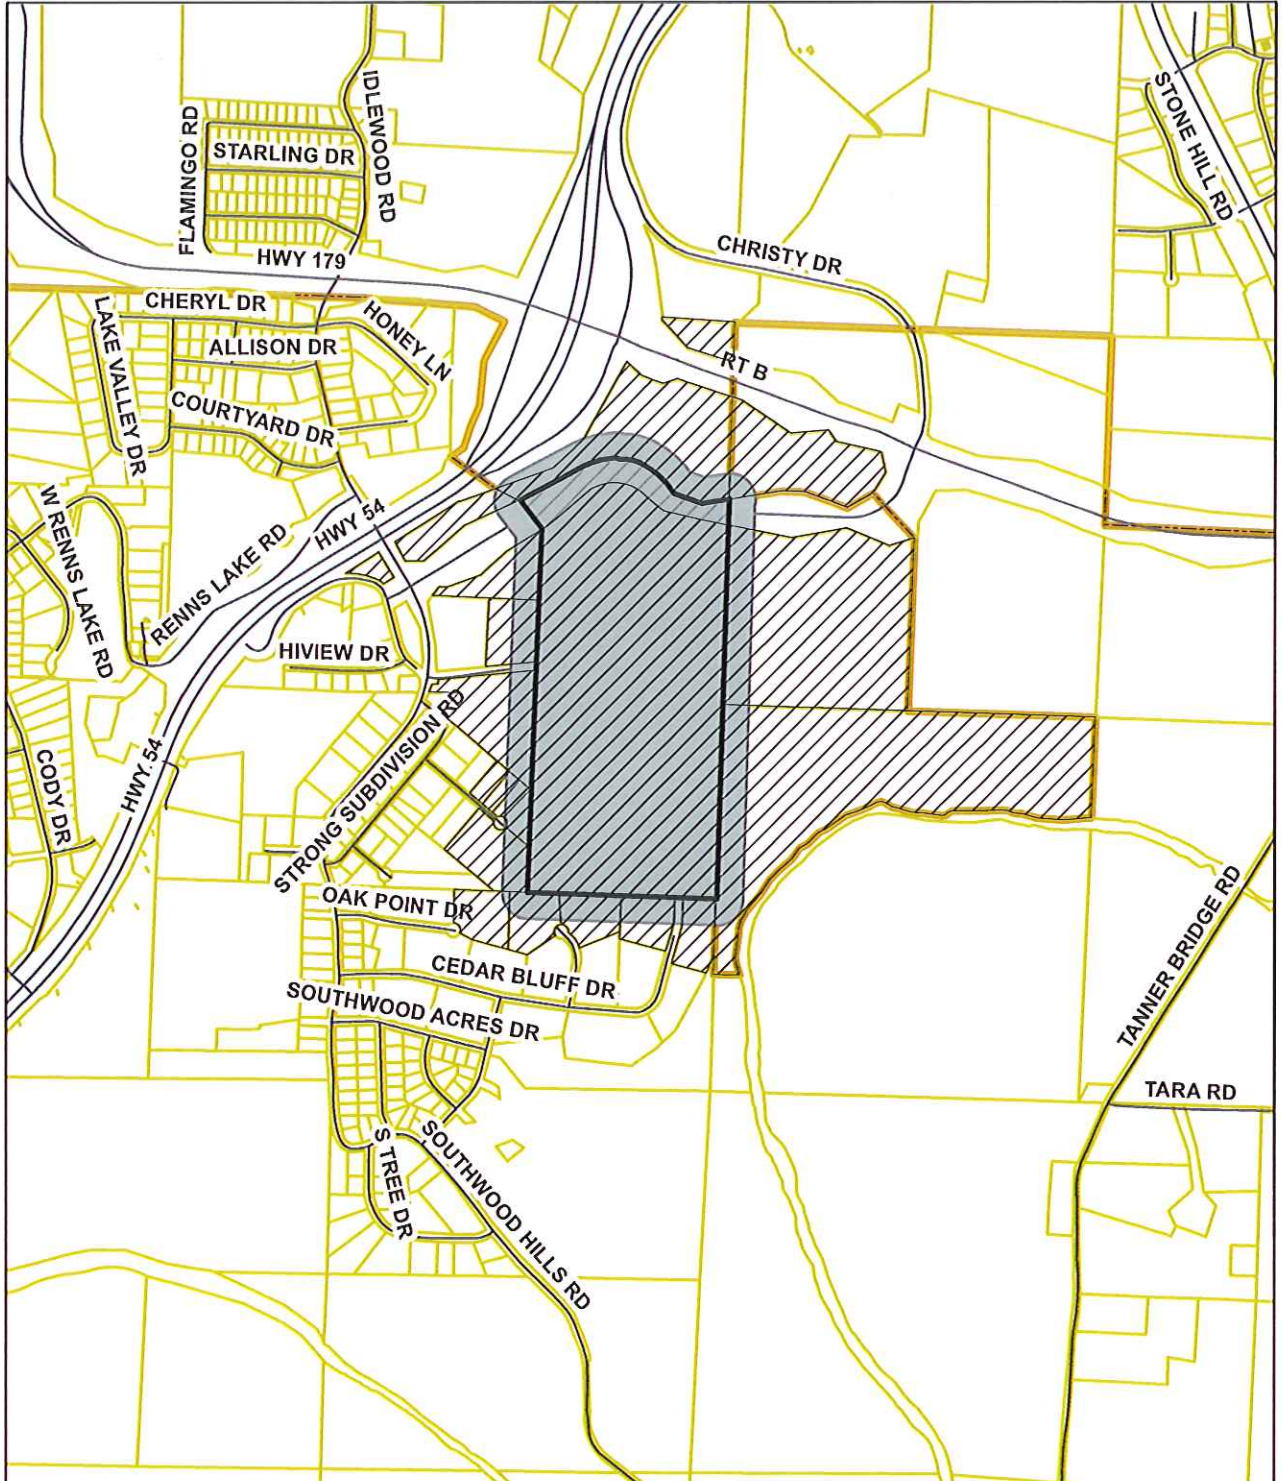 IDLEWOOD RD
STONE HILL RD
FLAMINGO RD
STARLING DR
CHRISTY DR
HWY 179
CHERYL DR
HONEY LN
LAKE VALLEY DR
ALLISON DR
RT B
COURTYARD DR
W RENNS LAKE RD
HWY 54
RENNS LAKE RD
HIVIEW DR
STRONG SUBDIVISION RD
HWY 54
CODY DR
OAK POINT DR
TANNER BRIDGE RD
CEDAR BLUFF DR
SOUTHWOOD ACRES DR
TARA RD
S TREE DR
SOUTHWOOD HILLS RD